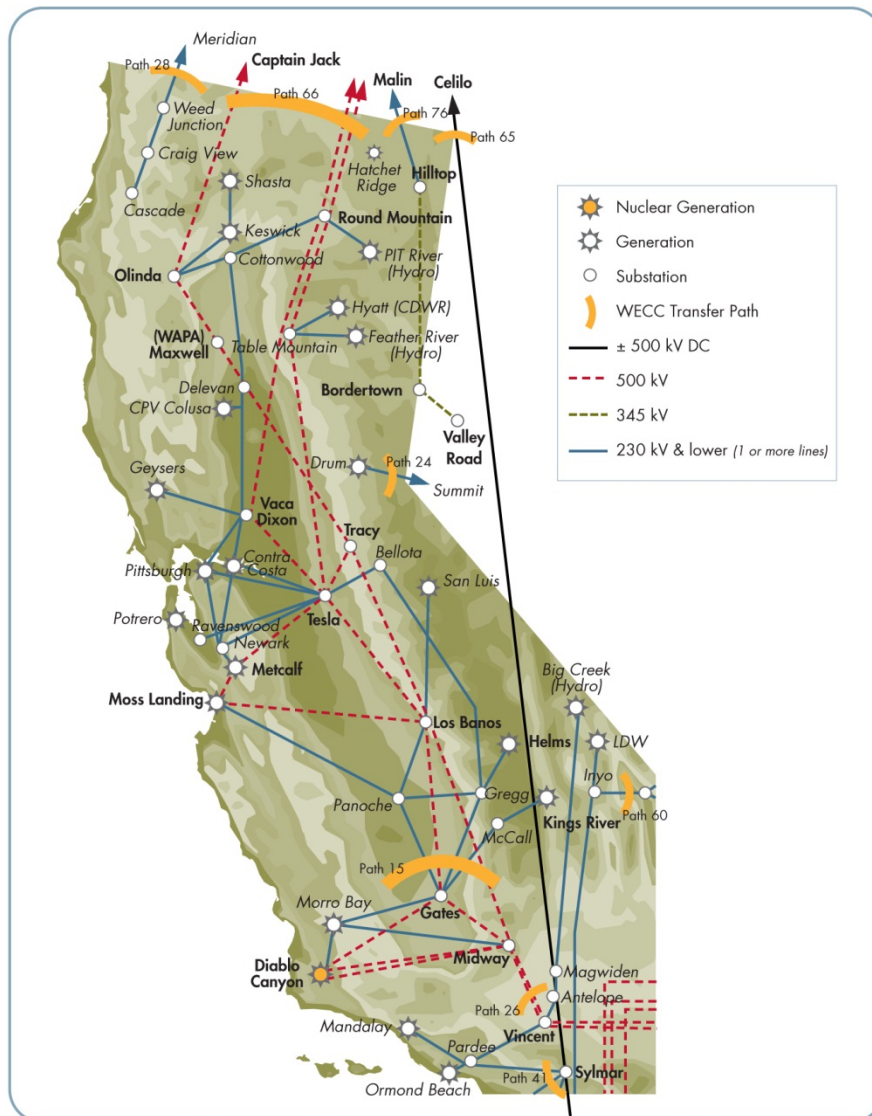 Meridian
Path 28
Captain Jack
Path 66
Malin
Celilo
Path 76
Path 65
Weed
Junction
Craig View
Cascade
Shasta
Hatchet
Ridge
Hilltop
Keswick
Round Mountain
Cottonwood
Olinda
PIT River
(Hydro)
Hyatt (CDWR)
(WAPA)
Maxwell
Table Mountain
Feather River
(Hydro)
Delevan
CPV Colusa
Bordertown
Valley
Road
Geysers
Drum
Path 24
Summit
Vaca
Dixon
Tracy
Bellota
Contra
Costa
Pittsburgh
San Luis
Tesla
Potrero
Ravenswood
Newark
Metcalf
Moss Landing
Los Banos
Big Creek
(Hydro)
Helms
LDW
Panoche
Gregg
Inyo
Kings River
Path 60
McCall
Path 15
Gates
Morro Bay
Midway
Diablo
Canyon
Magwiden
Antelope
Path 26
Vincent
Mandalay
Pardee
Path 41
Sylmar
Ormond Beach
Nuclear Generation
Generation
Substation
WECC Transfer Path
± 500 kV DC
500 kV
345 kV
230 kV & lower (1 or more lines)